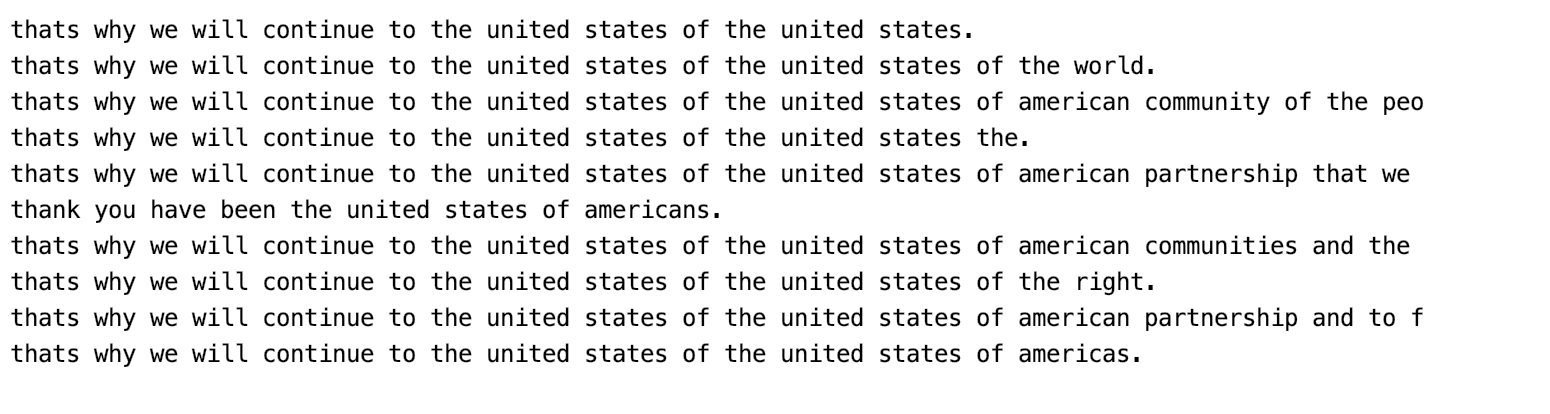 thats why we will continue to the united states of the united states.
thats why we will continue to the united states of the united states of the world.
thats why we will continue to the united states of the united states of american community of the peo
thats why we will continue to the united states of the united states the.
thats why we will continue to the united states of the united states of american partnership that we
thank you have been the united states of americans.
thats why we will continue to the united states of the united states of american communities and the
thats why we will continue to the united states of the united states of the right.
thats why we will continue to the united states of the united states of american partnership and to f
thats why we will continue to the united states of the united states of americas.